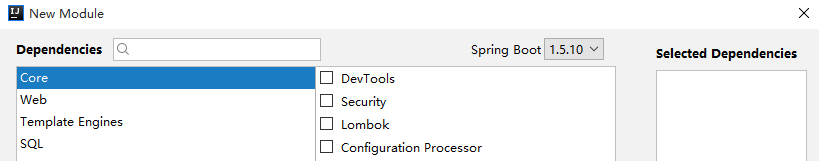 IJ New Module
Dependencies Spring Boot 1.5.10 Selected Dependencies
Core DevTools
Web Security
Template Engines Lombok
SQL Configuration Processor